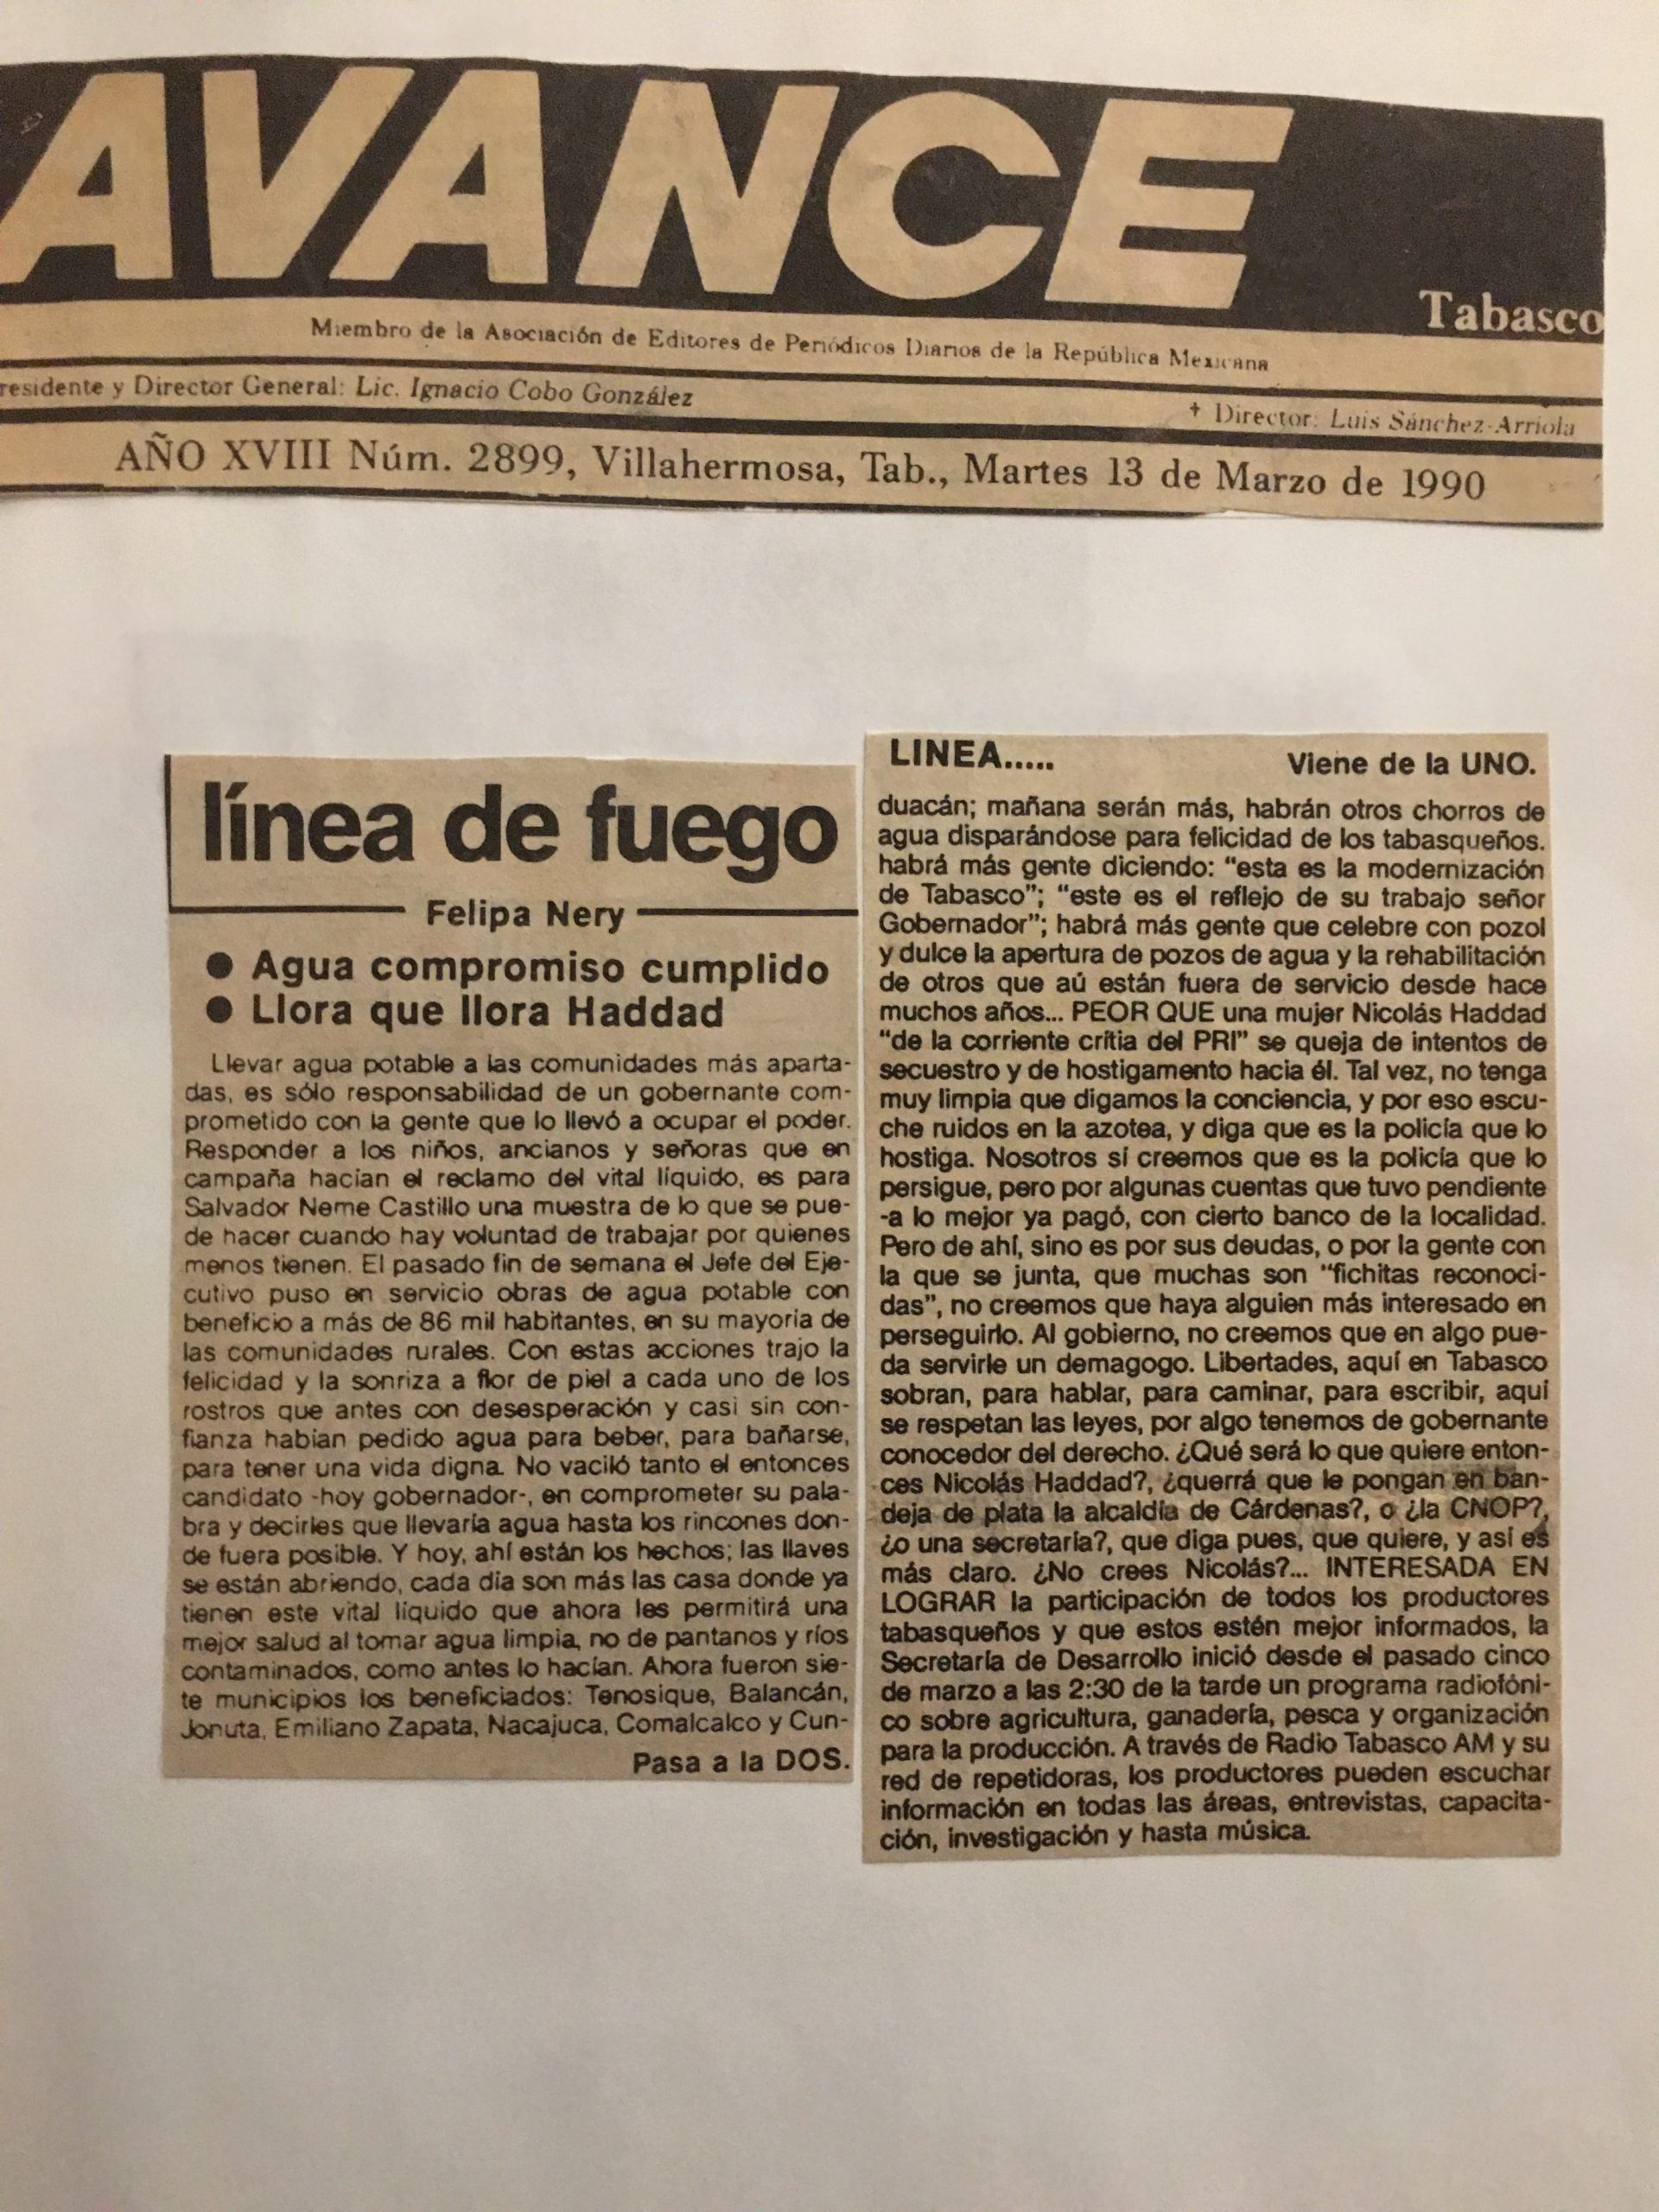 AVANCE
Tabasco
Miembro de la Asociación de Editores de Periódicos Diarios de la República Mexicana
residente y Director General: Lic. Ignacio Cobo González
† Director: Luis Sánchez-Arriola
AÑO XVIII Núm. 2899, Villahermosa, Tab., Martes 13 de Marzo de 1990
línea de fuego
Felipa Nery
● Agua compromiso cumplido
● Llora que llora Haddad
Llevar agua potable a las comunidades más aparta-
das, es sólo responsabilidad de un gobernante com-
prometido con la gente que lo llevó a ocupar el poder.
Responder a los niños, ancianos y señoras que en
campaña hacían el reclamo del vital líquido, es para
Salvador Neme Castillo una muestra de lo que se pue-
de hacer cuando hay voluntad de trabajar por quienes
menos tienen. El pasado fin de semana el Jefe del Eje-
cutivo puso en servicio obras de agua potable con
beneficio a más de 86 mil habitantes, en su mayoría de
las comunidades rurales. Con estas acciones trajo la
felicidad y la sonriza a flor de piel a cada uno de los
rostros que antes con desesperación y casi sin con-
fianza habían pedido agua para beber, para bañarse,
para tener una vida digna. No vaciló tanto el entonces
candidato -hoy gobernador-, en comprometer su pala-
bra y decirles que llevaría agua hasta los rincones don-
de fuera posible. Y hoy, ahí están los hechos; las llaves
se están abriendo, cada día son más las casa donde ya
tienen este vital líquido que ahora les permitirá una
mejor salud al tomar agua limpia, no de pantanos y ríos
contaminados, como antes lo hacían. Ahora fueron sie-
te municipios los beneficiados: Tenosique, Balancán,
Jonuta, Emiliano Zapata, Nacajuca, Comalcalco y Cun-
Pasa a la DOS.
LINEA..... Viene de la UNO.
duacán; mañana serán más, habrán otros chorros de
agua disparándose para felicidad de los tabasqueños.
habrá más gente diciendo: "esta es la modernización
de Tabasco"; "este es el reflejo de su trabajo señor
Gobernador"; habrá más gente que celebre con pozol
y dulce la apertura de pozos de agua y la rehabilitación
de otros que aú están fuera de servicio desde hace
muchos años... PEOR QUE una mujer Nicolás Haddad
"de la corriente crítia del PRI" se queja de intentos de
secuestro y de hostigamento hacia él. Tal vez, no tenga
muy limpia que digamos la conciencia, y por eso escu-
che ruidos en la azotea, y diga que es la policía que lo
hostiga. Nosotros sí creemos que es la policía que lo
persigue, pero por algunas cuentas que tuvo pendiente
-a lo mejor ya pagó, con cierto banco de la localidad.
Pero de ahí, sino es por sus deudas, o por la gente con
la que se junta, que muchas son "fichitas reconoci-
das", no creemos que haya alguien más interesado en
perseguirlo. Al gobierno, no creemos que en algo pue-
da servirle un demagogo. Libertades, aquí en Tabasco
sobran, para hablar, para caminar, para escribir, aquí
se respetan las leyes, por algo tenemos de gobernante
conocedor del derecho. ¿Qué será lo que quiere enton-
ces Nicolás Haddad?, ¿querrá que le pongan en ban-
deja de plata la alcaldía de Cárdenas?, o ¿la CNOP?,
¿o una secretaría?, que diga pues, que quiere, y así es
más claro. ¿No crees Nicolás?... INTERESADA EN
LOGRAR la participación de todos los productores
tabasqueños y que estos estén mejor informados, la
Secretaría de Desarrollo inició desde el pasado cinco
de marzo a las 2:30 de la tarde un programa radiofóni-
co sobre agricultura, ganadería, pesca y organización
para la producción. A través de Radio Tabasco AM y su
red de repetidoras, los productores pueden escuchar
información en todas las áreas, entrevistas, capacita-
ción, investigación y hasta música.